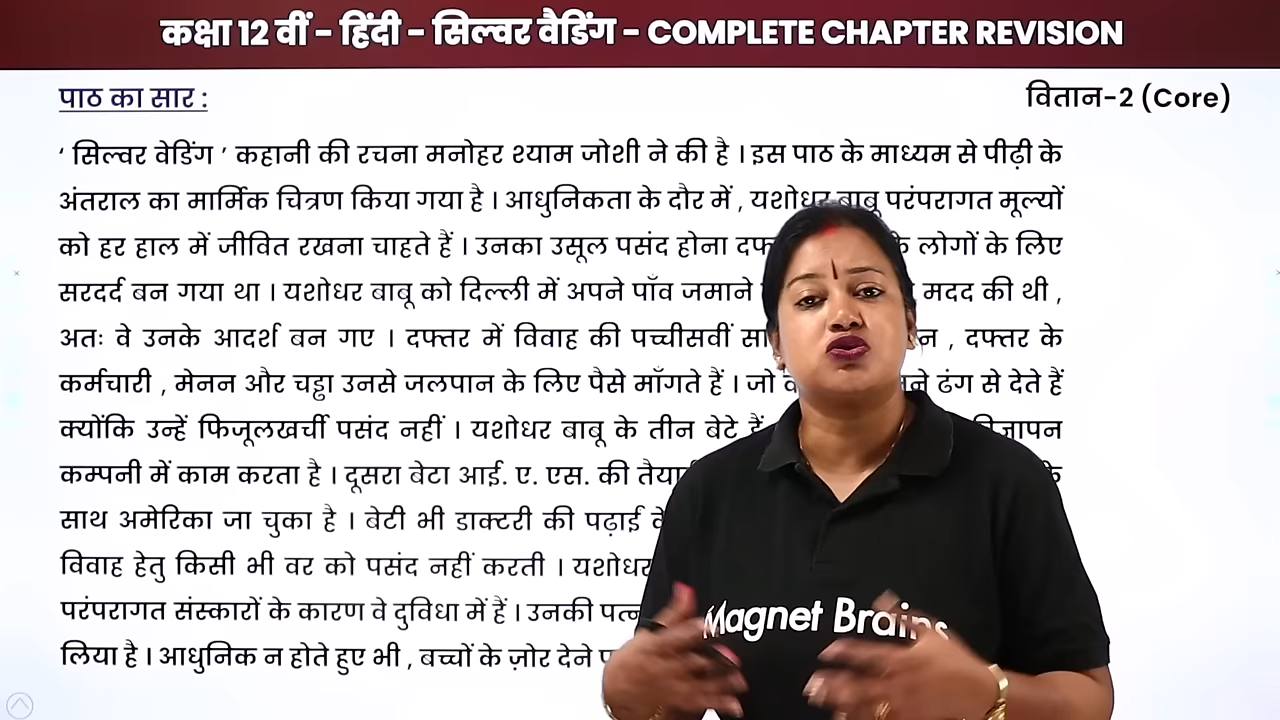 कक्षा 12 वीं - हिंदी - सिल्वर वैडिंग - COMPLETE CHAPTER REVISION
पाठ का सार :
वितान-2 (Core)
‘ सिल्वर वेडिंग ’ कहानी की रचना मनोहर श्याम जोशी ने की है । इस पाठ के माध्यम से पीढ़ी के
अंतराल का मार्मिक चित्रण किया गया है । आधुनिकता के दौर में , यशोधर बाबू परंपरागत मूल्यों
को हर हाल में जीवित रखना चाहते हैं । उनका उसूल पसंद होना के लोगों के लिए
सरदर्द बन गया था । यशोधर बाबू को दिल्ली में अपने पाँव जमाने मदद की थी ,
अतः वे उनके आदर्श बन गए । दफ्तर में विवाह की पच्चीसवीं , दफ्तर के
कर्मचारी , मेनन और चड्ढा उनसे जलपान के लिए पैसे माँगते हैं । जो ढंग से देते हैं
क्योंकि उन्हें फिजूलखर्ची पसंद नहीं । यशोधर बाबू के तीन बेटे हैं विज्ञापन
कम्पनी में काम करता है । दूसरा बेटा आई. ए. एस. की
साथ अमेरिका जा चुका है । बेटी भी डाक्टरी की पढ़ाई
विवाह हेतु किसी भी वर को पसंद नहीं करती । यशोधर
परंपरागत संस्कारों के कारण वे दुविधा में हैं । उनकी
लिया है । आधुनिक न होते हुए भी , बच्चों के ज़ोर देने
Magnet Brains